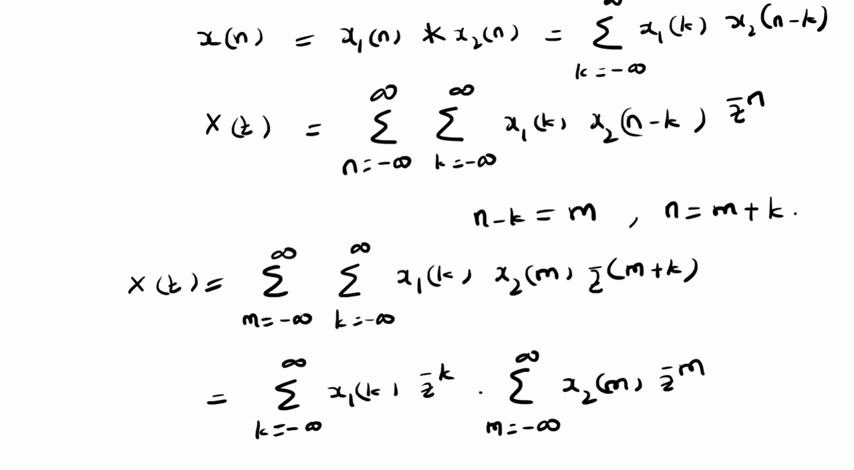 x(n) = x₁(n) * x₂(n) = ∞ Σ k=-∞ x₁(k) x₂(n-k)
X(z) = ∞ Σ n=-∞ ∞ Σ k=-∞ x₁(k) x₂(n-k) z⁻ⁿ
n-k = m , n = m+k.
X(z) = ∞ Σ m=-∞ ∞ Σ k=-∞ x₁(k) x₂(m) z⁻(m+k)
= ∞ Σ k=-∞ x₁(k) z⁻ᵏ . ∞ Σ m=-∞ x₂(m) z⁻ᵐ